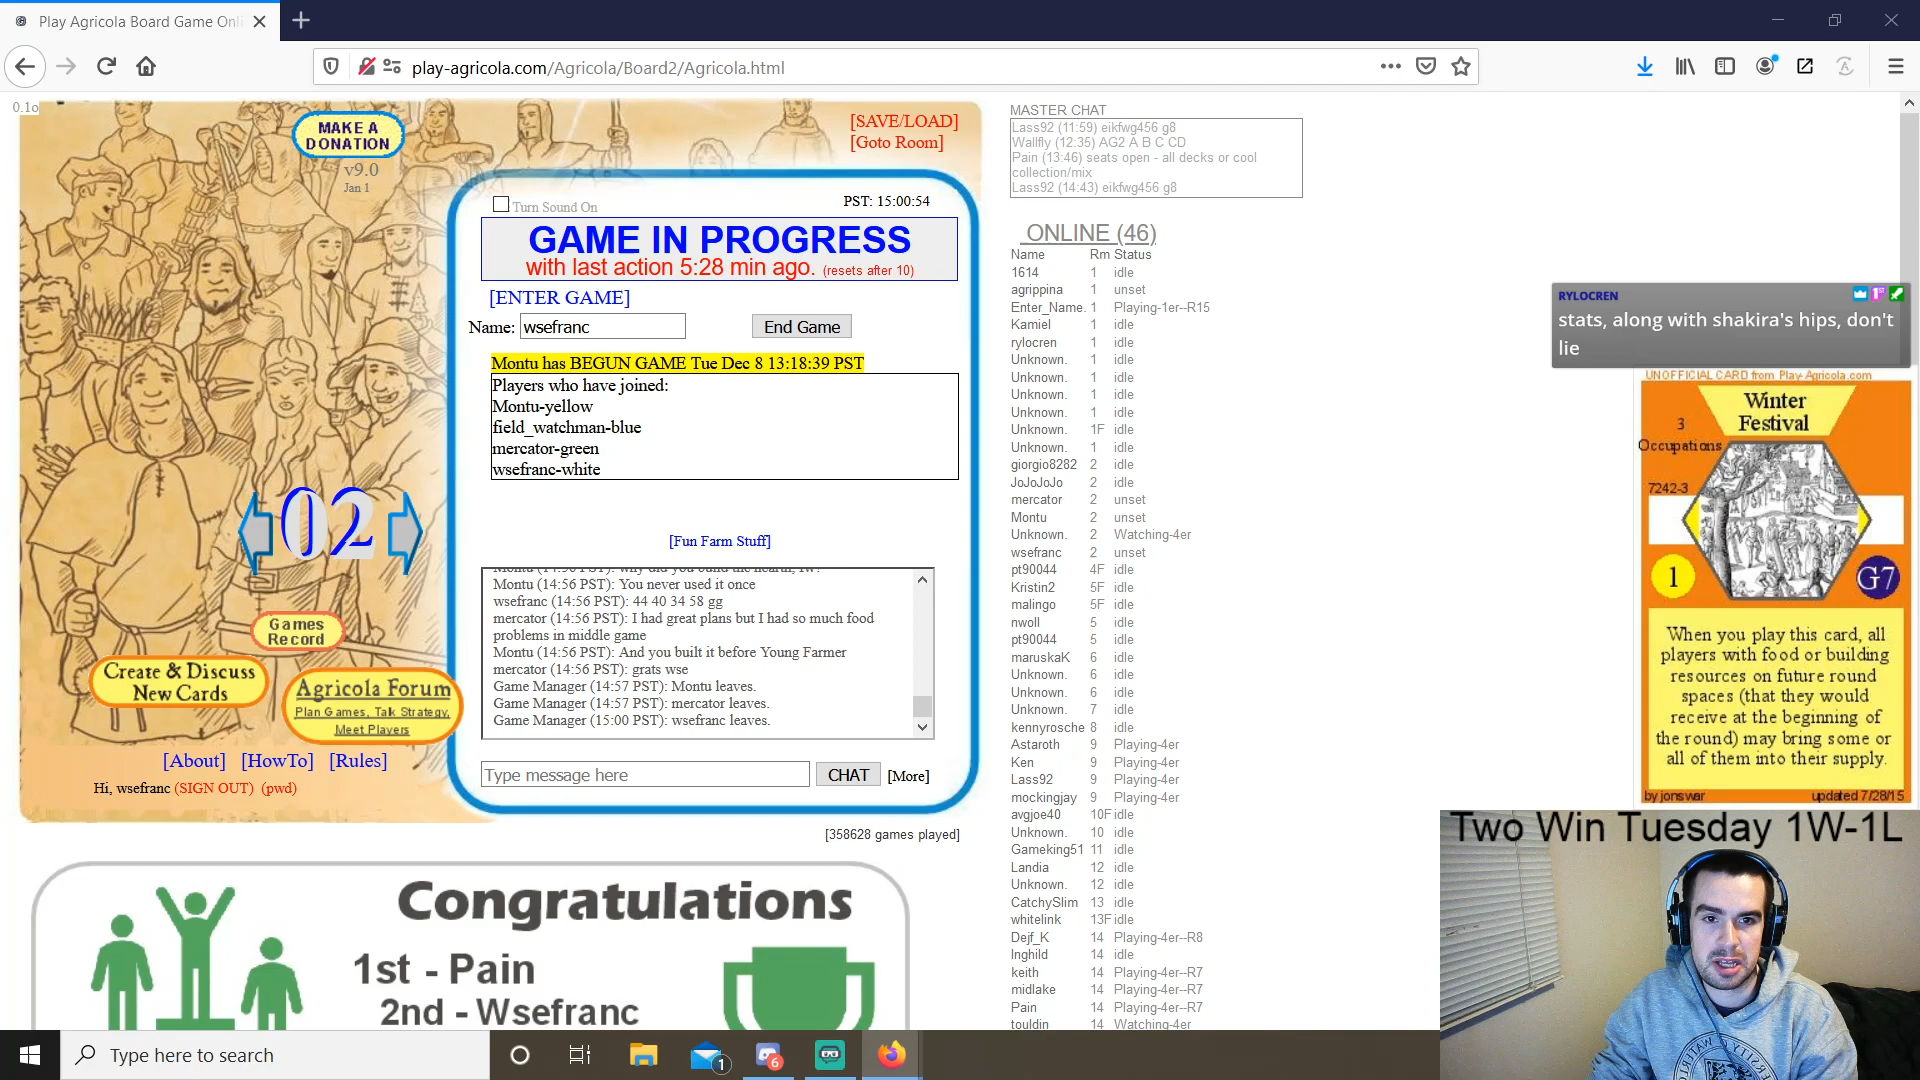 Play Agricola Board Game Onl
play-agricola.com/Agricola/Board2/Agricola.html
0.1o
MAKE A
DONATION
v9.0
Jan 1
[SAVE/LOAD]
[Goto Room]
Turn Sound On
PST: 15:00:54
GAME IN PROGRESS
with last action 5:28 min ago. (resets after 10)
[ENTER GAME]
Name: wsefranc
End Game
Montu has BEGUN GAME Tue Dec 8 13:18:39 PST
Players who have joined:
Montu-yellow
field_watchman-blue
mercator-green
wsefranc-white
02
[Fun Farm Stuff]
Montu (14:56 PST): You never used it once
wsefranc (14:56 PST): 44 40 34 58 gg
mercator (14:56 PST): I had great plans but I had so much food
problems in middle game
Montu (14:56 PST): And you built it before Young Farmer
mercator (14:56 PST): grats wse
Game Manager (14:57 PST): Montu leaves.
Game Manager (14:57 PST): mercator leaves.
Game Manager (15:00 PST): wsefranc leaves.
Type message here
CHAT
[More]
Games
Record
Create & Discuss
New Cards
Agricola Forum
Plan Games, Talk Strategy,
Meet Players
[About] [HowTo] [Rules]
Hi, wsefranc (SIGN OUT) (pwd)
[358628 games played]
Congratulations
1st - Pain
2nd - Wsefranc
MASTER CHAT
Lass92 (11:59) eikfwg456 g8
Wallfly (12:35) AG2 A B C CD
Pain (13:46) seats open - all decks or cool
collection/mix
Lass92 (14:43) eikfwg456 g8
ONLINE (46)
Name Rm Status
1614 1 idle
agrippina 1 unset
Enter_Name. 1 Playing-1er--R15
Kamiel 1 idle
rylocren 1 idle
Unknown. 1 idle
Unknown. 1 idle
Unknown. 1 idle
Unknown. 1 idle
Unknown. 1F idle
Unknown. 1 idle
giorgio8282 2 idle
JoJoJoJo 2 idle
mercator 2 unset
Montu 2 unset
Unknown. 2 Watching-4er
wsefranc 2 unset
pt90044 4F idle
Kristin2 5F idle
malingo 5F idle
nwoll 5 idle
pt90044 5 idle
maruskaK 6 idle
Unknown. 6 idle
Unknown. 6 idle
Unknown. 7 idle
kennyrosche 8 idle
Astaroth 9 Playing-4er
Ken 9 Playing-4er
Lass92 9 Playing-4er
mockingjay 9 Playing-4er
avgjoe40 10F idle
Unknown. 10 idle
Gameking51 11 idle
Landia 12 idle
Unknown. 12 idle
CatchySlim 13 idle
whitelink 13F idle
Dejf_K 14 Playing-4er--R8
Inghild 14 idle
keith 14 Playing-4er--R7
midlake 14 Playing-4er--R7
Pain 14 Playing-4er--R7
touldin 14 Watching-4er
RYLOCREN
stats, along with shakira's hips, don't
lie
UNOFFICIAL CARD from Play-Agricola.com
Winter
Festival
3
Occupations
7242-3
1
G7
When you play this card, all
players with food or building
resources on future round
spaces (that they would
receive at the beginning of
the round) may bring some or
all of them into their supply.
by jonswar
updated 7/28/15
Two Win Tuesday 1W-1L
Type here to search
1
6